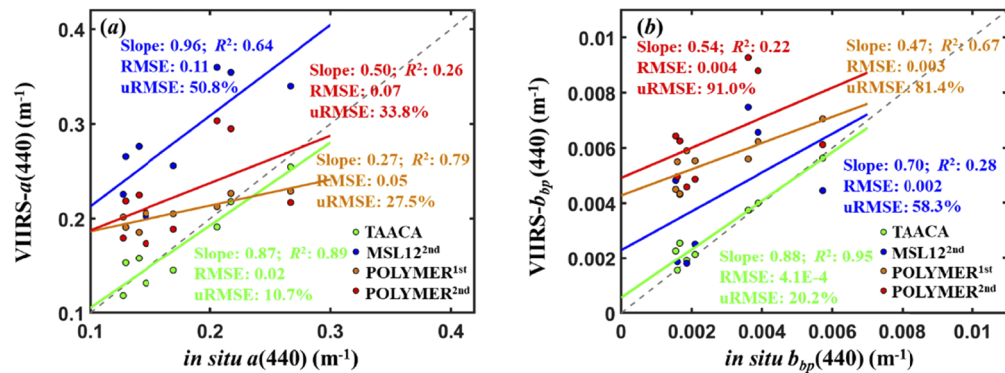 (a)
Slope: 0.96; R²: 0.64
RMSE: 0.11
uRMSE: 50.8%
Slope: 0.50; R²: 0.26
RMSE: 0.07
uRMSE: 33.8%
Slope: 0.27; R²: 0.79
RMSE: 0.05
uRMSE: 27.5%
Slope: 0.87; R²: 0.89
RMSE: 0.02
uRMSE: 10.7%
TAACA
MSL12²ⁿᵈ
POLYMER¹ˢᵗ
POLYMER²ⁿᵈ
0.4
0.3
0.2
0.1
0.1
0.2
0.3
0.4
VIIRS-a(440) (m⁻¹)
in situ a(440) (m⁻¹)
(b)
Slope: 0.54; R²: 0.22
RMSE: 0.004
uRMSE: 91.0%
Slope: 0.47; R²: 0.67
RMSE: 0.003
uRMSE: 81.4%
Slope: 0.70; R²: 0.28
RMSE: 0.002
uRMSE: 58.3%
Slope: 0.88; R²: 0.95
RMSE: 4.1E-4
uRMSE: 20.2%
TAACA
MSL12²ⁿᵈ
POLYMER¹ˢᵗ
POLYMER²ⁿᵈ
0.01
0.008
0.006
0.004
0.002
0
0
0.002
0.004
0.006
0.008
0.01
VIIRS-bbp(440) (m⁻¹)
in situ bbp(440) (m⁻¹)